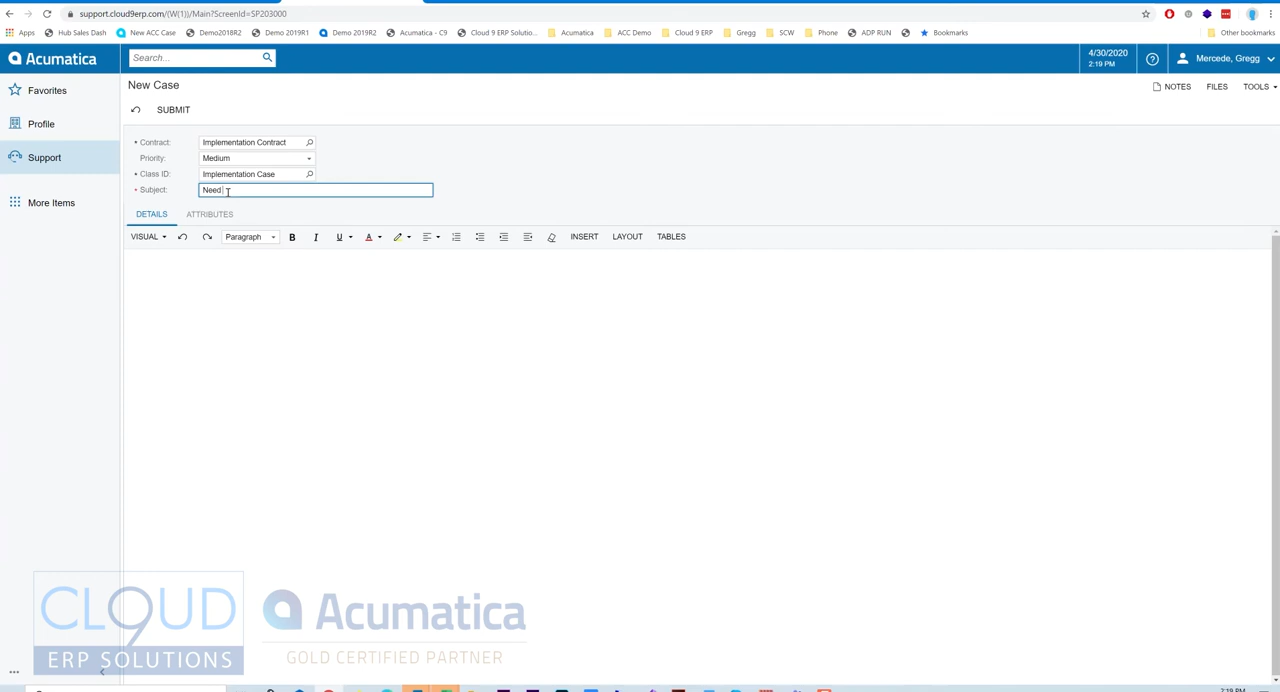 support.cloud9erp.com/(W(1))/Main?ScreenId=SP203000
Apps Hub Sales Dash New ACC Case Demo2018R2 Demo 2019R1 Demo 2019R2 Acumatica - C9 Cloud 9 ERP Solutio... Acumatica ACC Demo Cloud 9 ERP Gregg SCW Phone ADP RUN Bookmarks Other bookmarks
Acumatica Search... 4/30/2020 Mercede, Gregg
2:19 PM
New Case NOTES FILES TOOLS
Favorites
SUBMIT
Profile
Contract: Implementation Contract
Priority: Medium
Support
Class ID: Implementation Case
Subject: Need
More Items
DETAILS ATTRIBUTES
VISUAL Paragraph B I U A INSERT LAYOUT TABLES
CLOUD 9
ERP SOLUTIONS
Acumatica
GOLD CERTIFIED PARTNER
2:19 PM